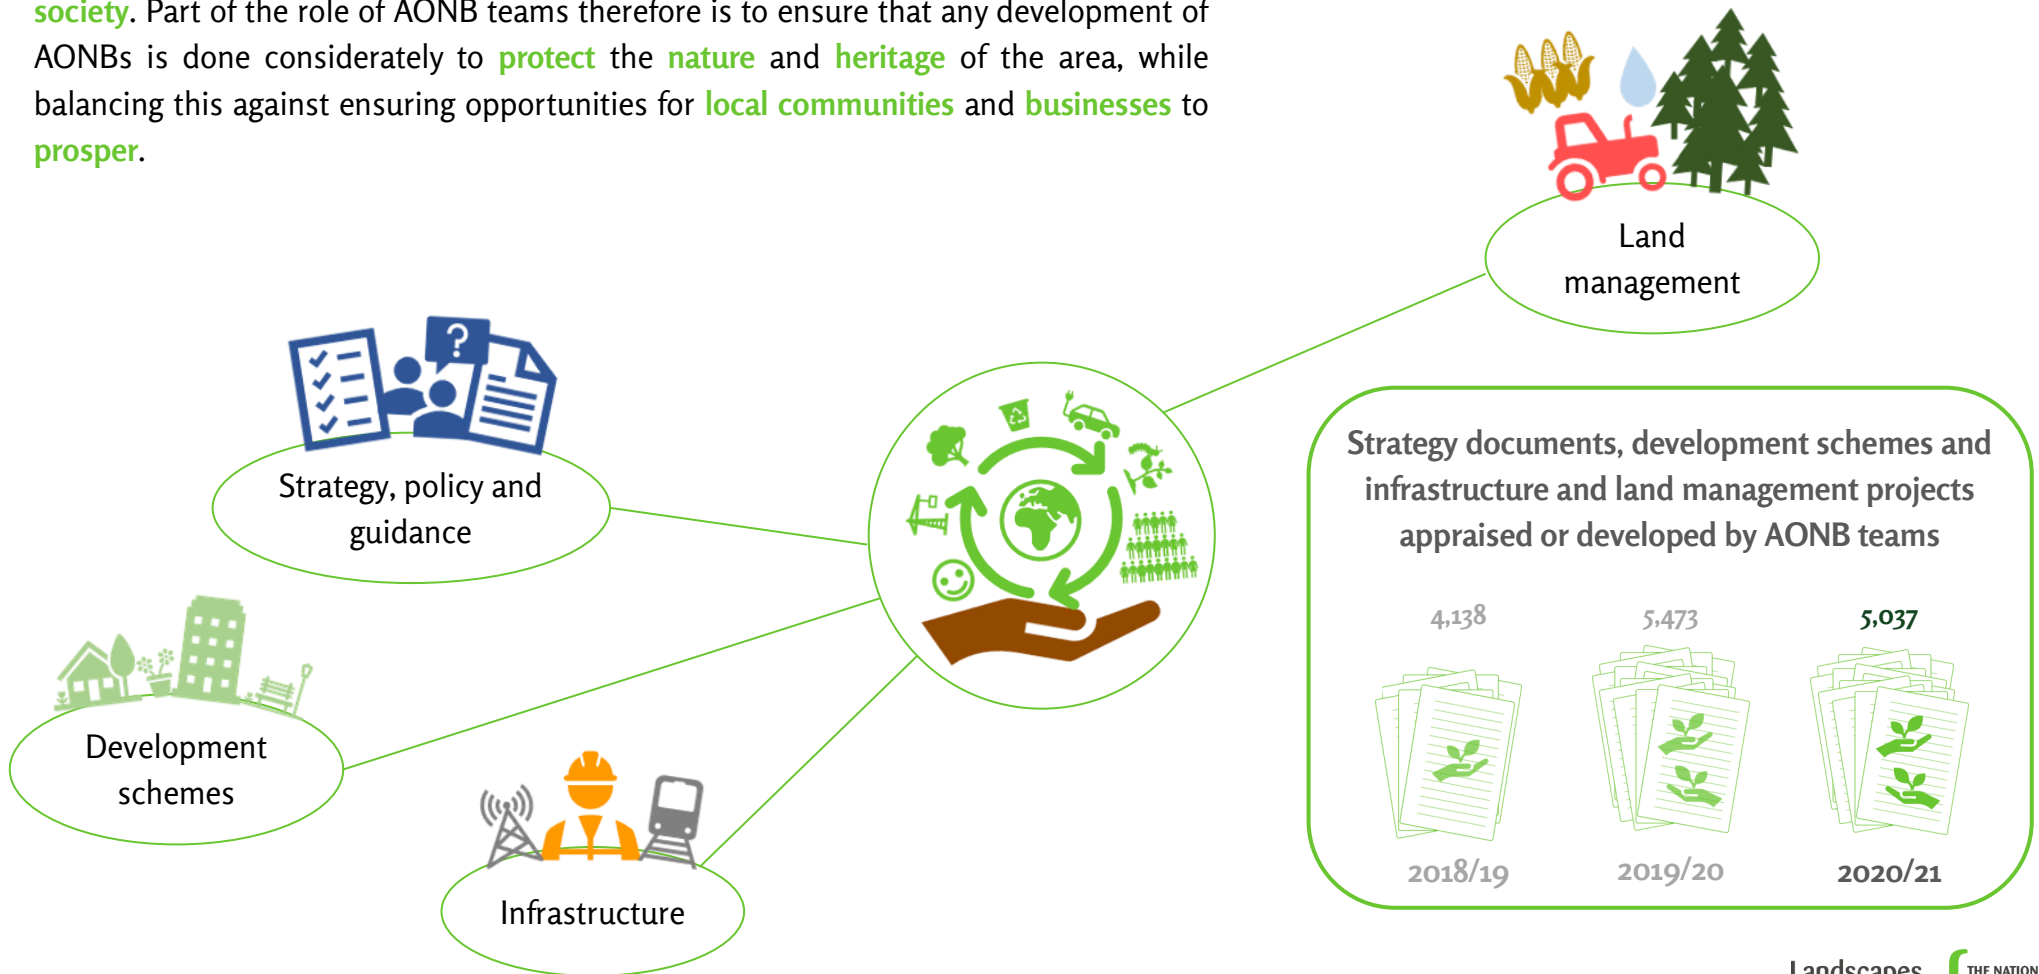 society. Part of the role of AONB teams therefore is to ensure that any development of
AONBs is done considerately to protect the nature and heritage of the area, while
balancing this against ensuring opportunities for local communities and businesses to
prosper.
Land
management
Strategy, policy and
guidance
Development
schemes
Infrastructure
?
Strategy documents, development schemes and
infrastructure and land management projects
appraised or developed by AONB teams
4,138
5,473
5,037
2018/19
2019/20
2020/21
Landscapes
THE NATION